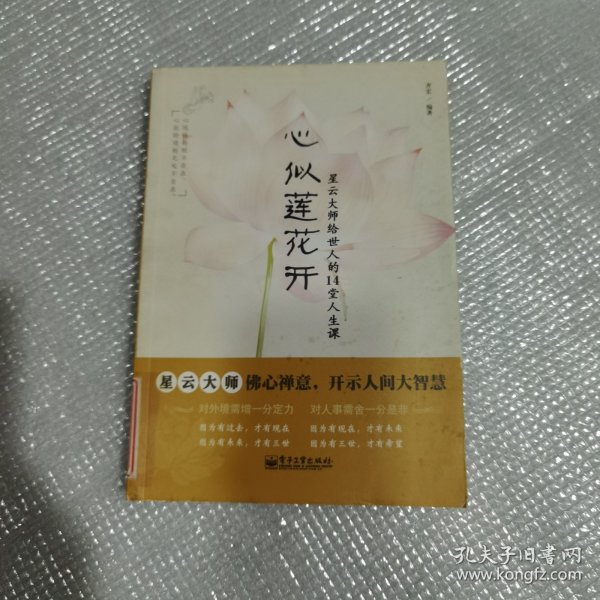 心似莲花开
星云大师给世人的14堂人生课
编著
星云大师 佛心禅意，开示人间大智慧
对外境需增一分定力 对人事需舍一分是非
因为有过去，才有现在 因为有现在，才有未来
因为有未来，才有三世 因为有三世，才有希望
电子工业出版社
孔夫子旧书网
www.kongfz.com